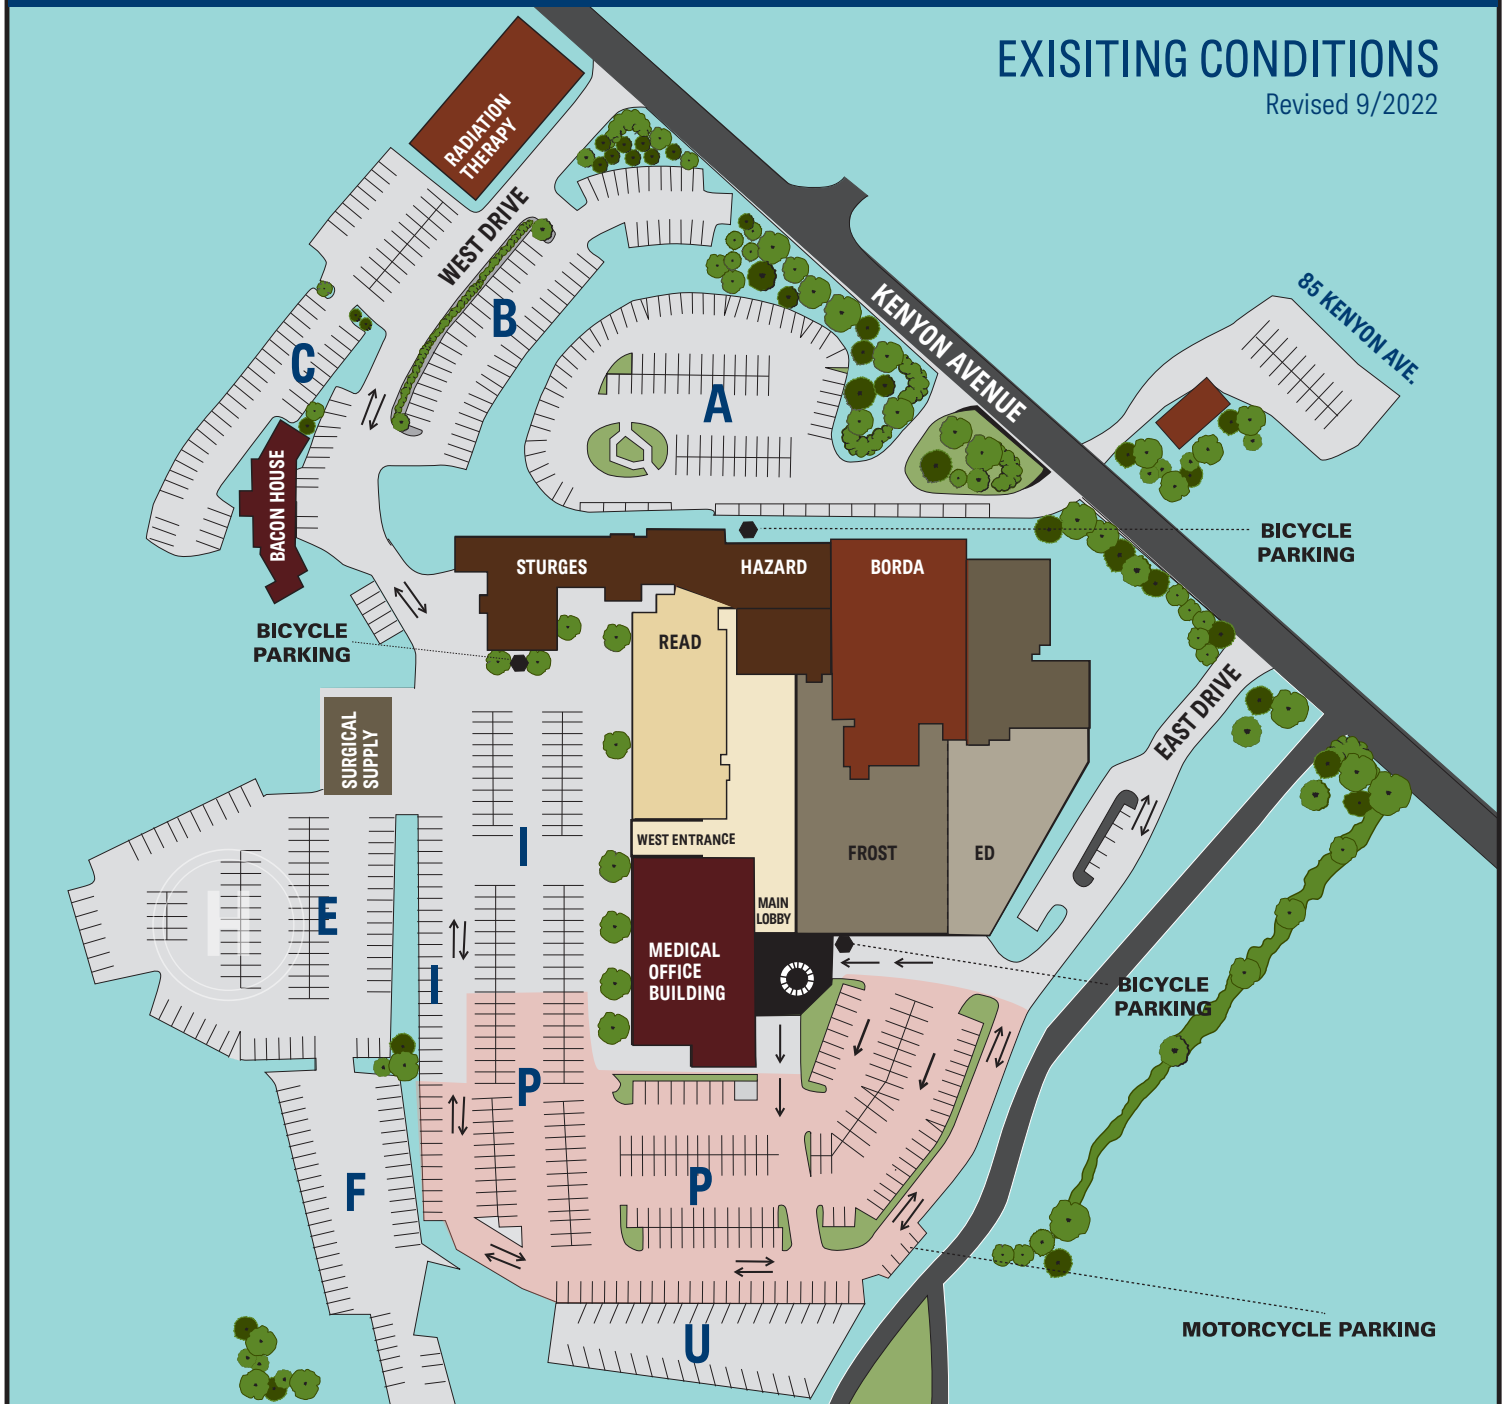 EXISITING CONDITIONS
Revised 9/2022
RADIATION
THERAPY
WEST DRIVE
KENYON AVENUE
85 KENYON AVE.
B
C
A
BACON HOUSE
BICYCLE
PARKING
STURGES
HAZARD
BORDA
BICYCLE
PARKING
READ
EAST DRIVE
SURGICAL
SUPPLY
WEST ENTRANCE
I
FROST
ED
H
E
MAIN
LOBBY
MEDICAL
OFFICE
BUILDING
I
BICYCLE
PARKING
P
F
P
MOTORCYCLE PARKING
U